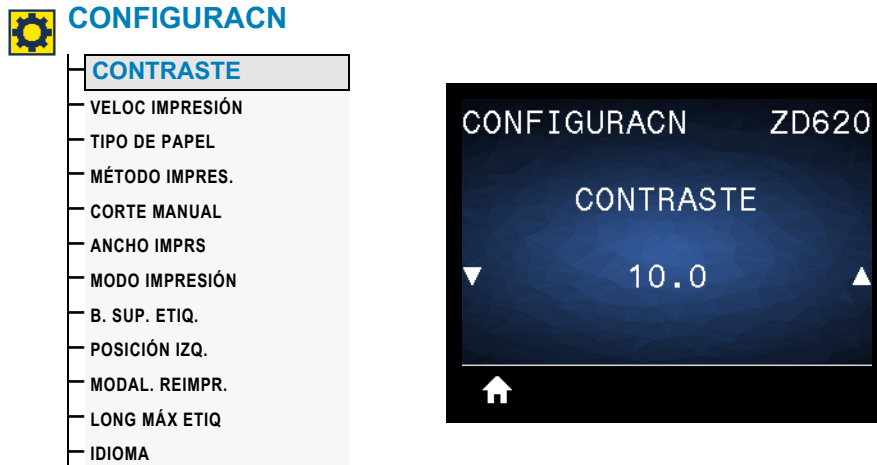 CONFIGURACN
CONTRASTE
VELOC IMPRESIÓN
TIPO DE PAPEL
MÉTODO IMPRES.
CORTE MANUAL
ANCHO IMPRS
MODO IMPRESIÓN
B. SUP. ETIQ.
POSICIÓN IZQ.
MODAL. REIMPR.
LONG MÁX ETIQ
IDIOMA
CONFIGURACN ZD620
CONTRASTE
10.0